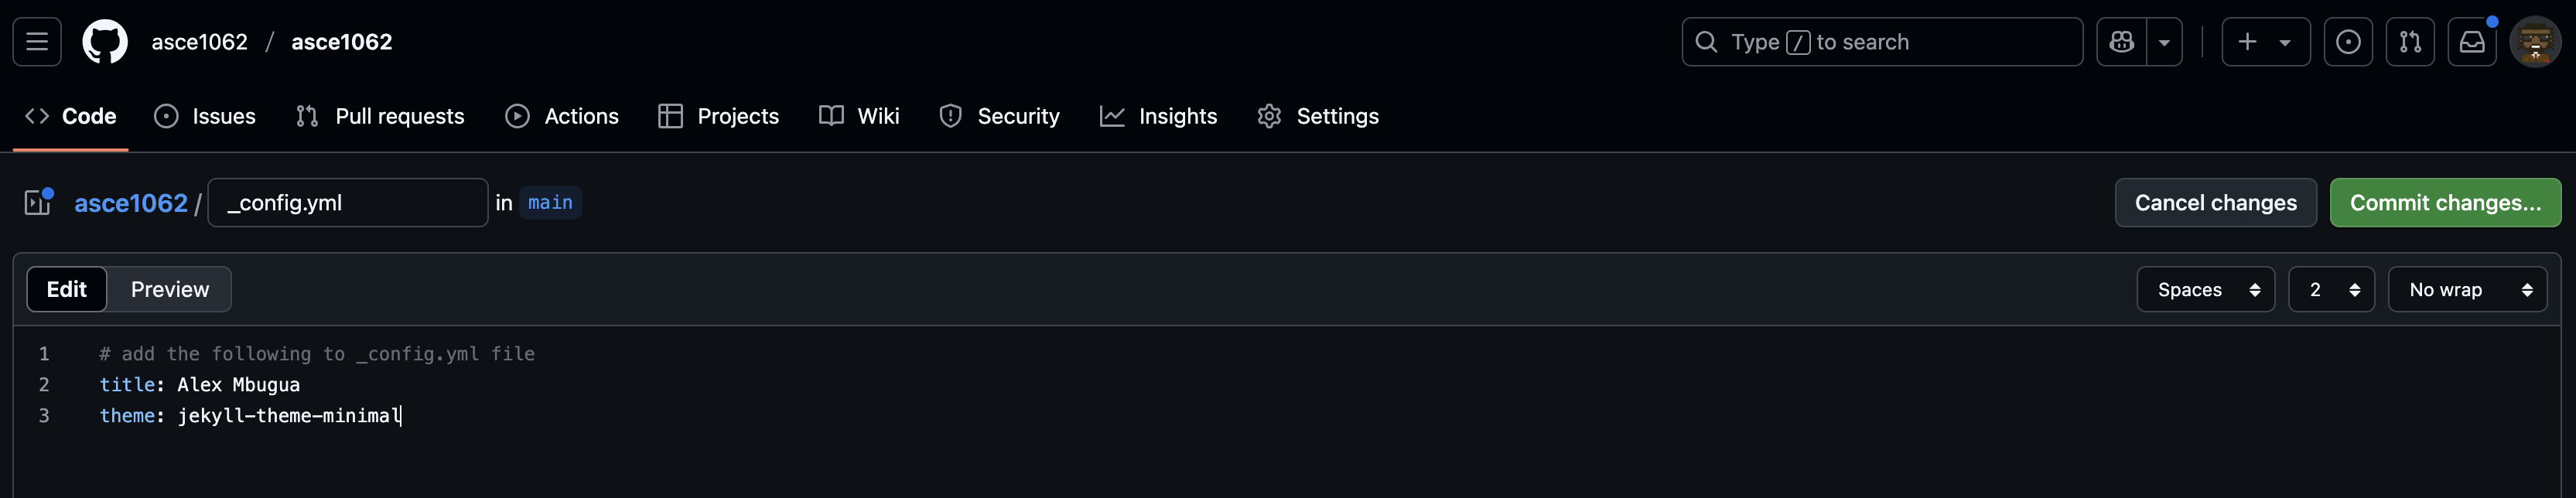 asce1062 / asce1062 Type / to search
Code Issues Pull requests Actions Projects Wiki Security Insights Settings
asce1062 / _config.yml in main Cancel changes Commit changes...
Edit Preview Spaces 2 No wrap
1 # add the following to _config.yml file
2 title: Alex Mbugua
3 theme: jekyll-theme-minimal